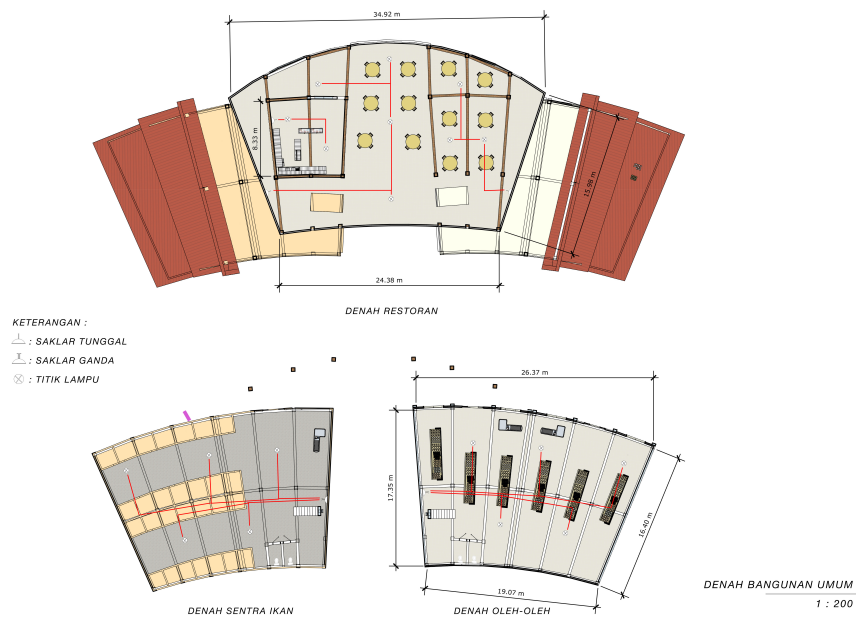 34.92 m
8.33 m
15.98 m
24.38 m
DENAH RESTORAN
KETERANGAN :
: SAKLAR TUNGGAL
: SAKLAR GANDA
: TITIK LAMPU
26.37 m
17.35 m
16.40 m
19.07 m
DENAH SENTRA IKAN
DENAH OLEH-OLEH
DENAH BANGUNAN UMUM
1 : 200